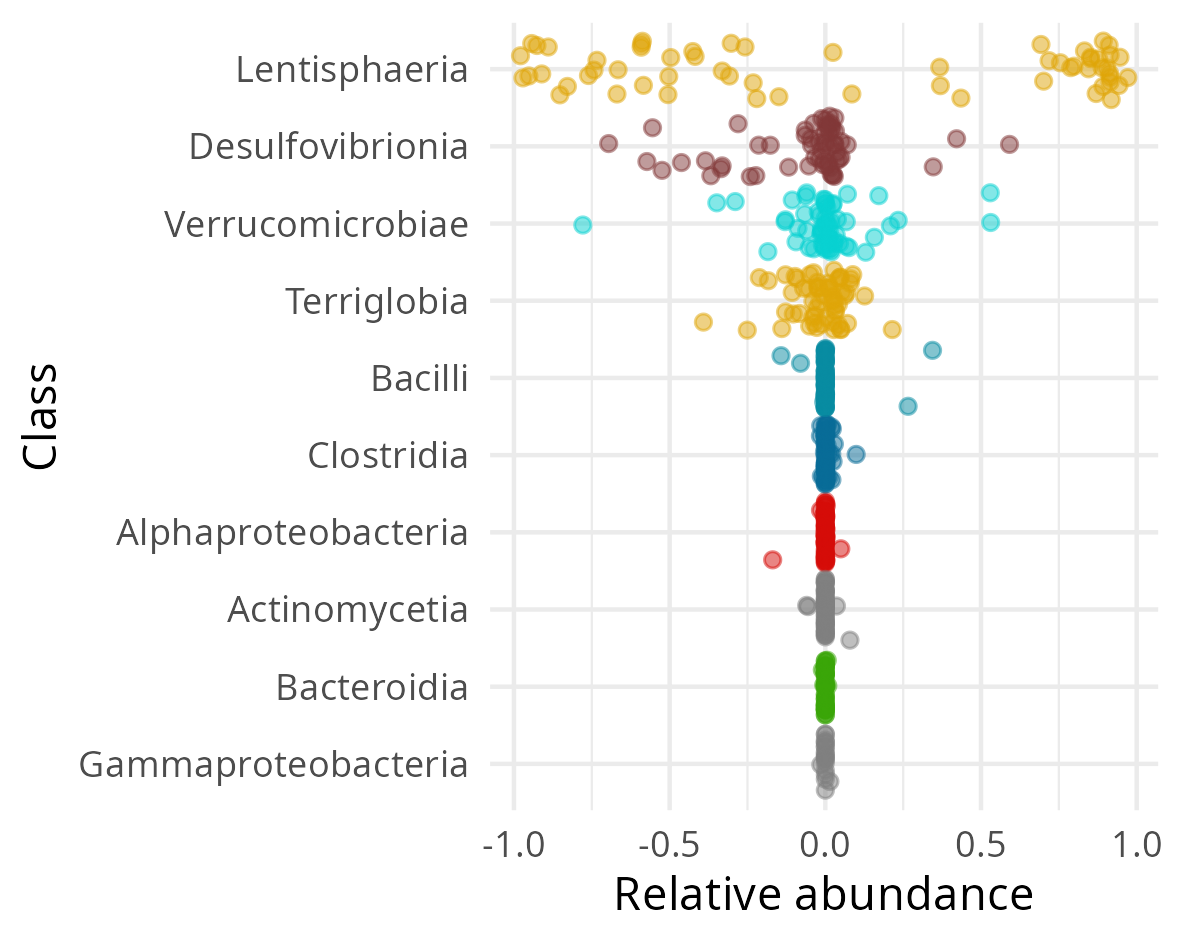 Lentisphaeria
Desulfovibrionia
Verrucomicrobiae
Terriglobia
Bacilli
Clostridia
Alphaproteobacteria
Actinomycetia
Bacteroidia
Gammaproteobacteria
Class
-1.0 -0.5 0.0 0.5 1.0
Relative abundance